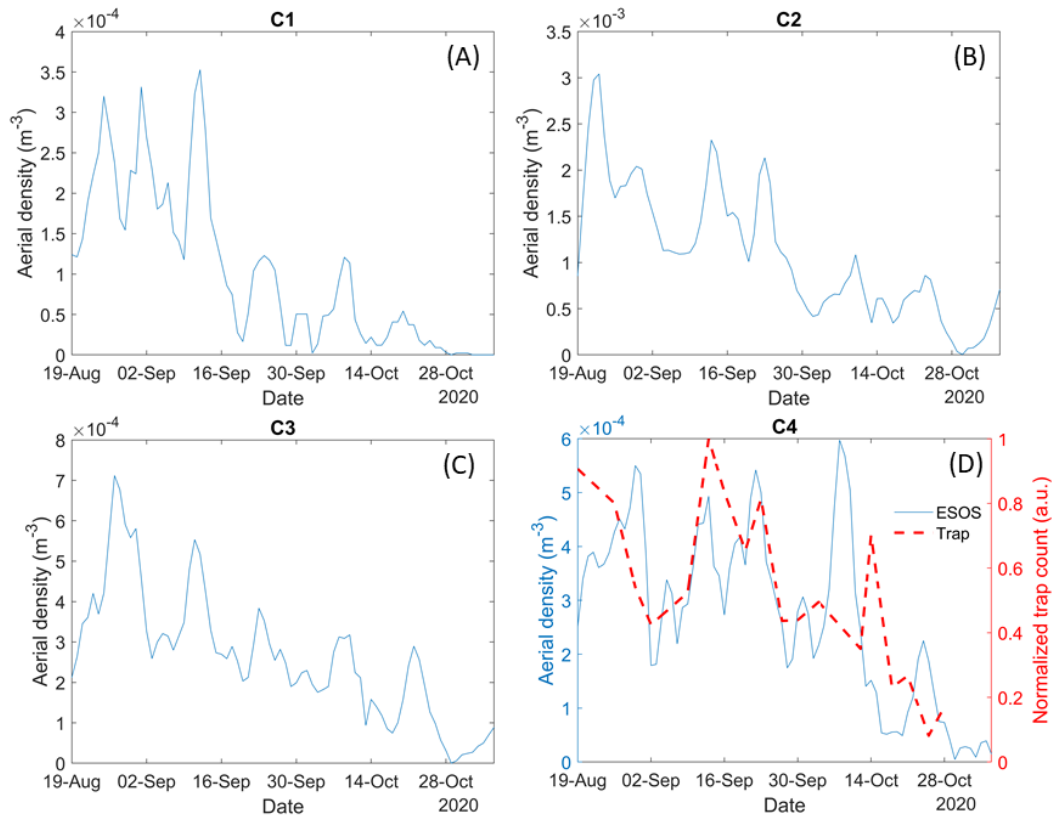 C1
×10⁻⁴
(A)
4
3.5
3
2.5
2
1.5
1
0.5
0
Aerial density (m⁻³)
19-Aug 02-Sep 16-Sep 30-Sep 14-Oct 28-Oct
Date
2020
C2
×10⁻³
(B)
3.5
3
2.5
2
1.5
1
0.5
0
Aerial density (m⁻³)
19-Aug 02-Sep 16-Sep 30-Sep 14-Oct 28-Oct
Date
2020
C3
×10⁻⁴
(C)
8
7
6
5
4
3
2
1
0
Aerial density (m⁻³)
19-Aug 02-Sep 16-Sep 30-Sep 14-Oct 28-Oct
Date
2020
C4
×10⁻⁴
(D)
6
5
4
3
2
1
0
Aerial density (m⁻³)
ESOS
Trap
1
0.8
0.6
0.4
0.2
0
Normalized trap count (a.u.)
19-Aug 02-Sep 16-Sep 30-Sep 14-Oct 28-Oct
Date
2020